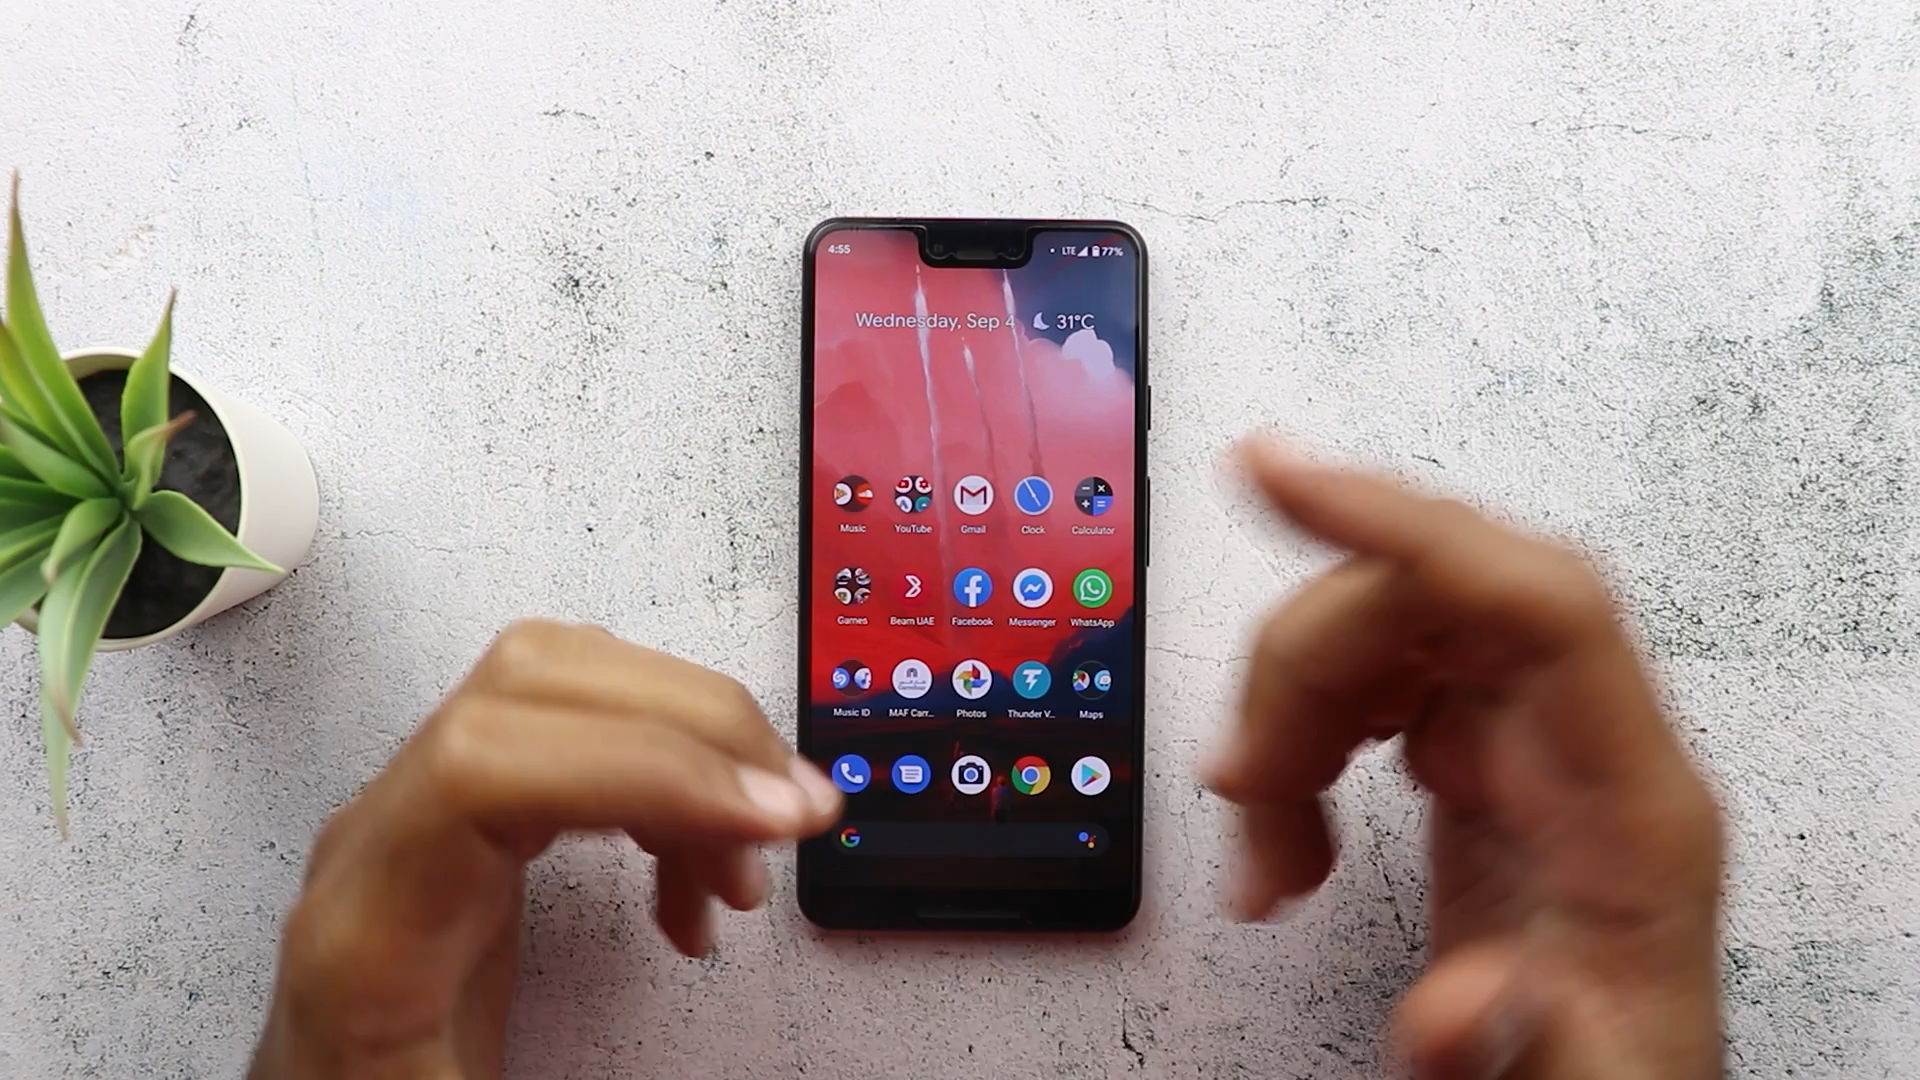 4:55 LTE 77%
Wednesday, Sep 4 31°C
Music YouTube Gmail Clock Calculator
Games Beam UAE Facebook Messenger WhatsApp
Music ID MAF Carr... Photos Thunder V... Maps